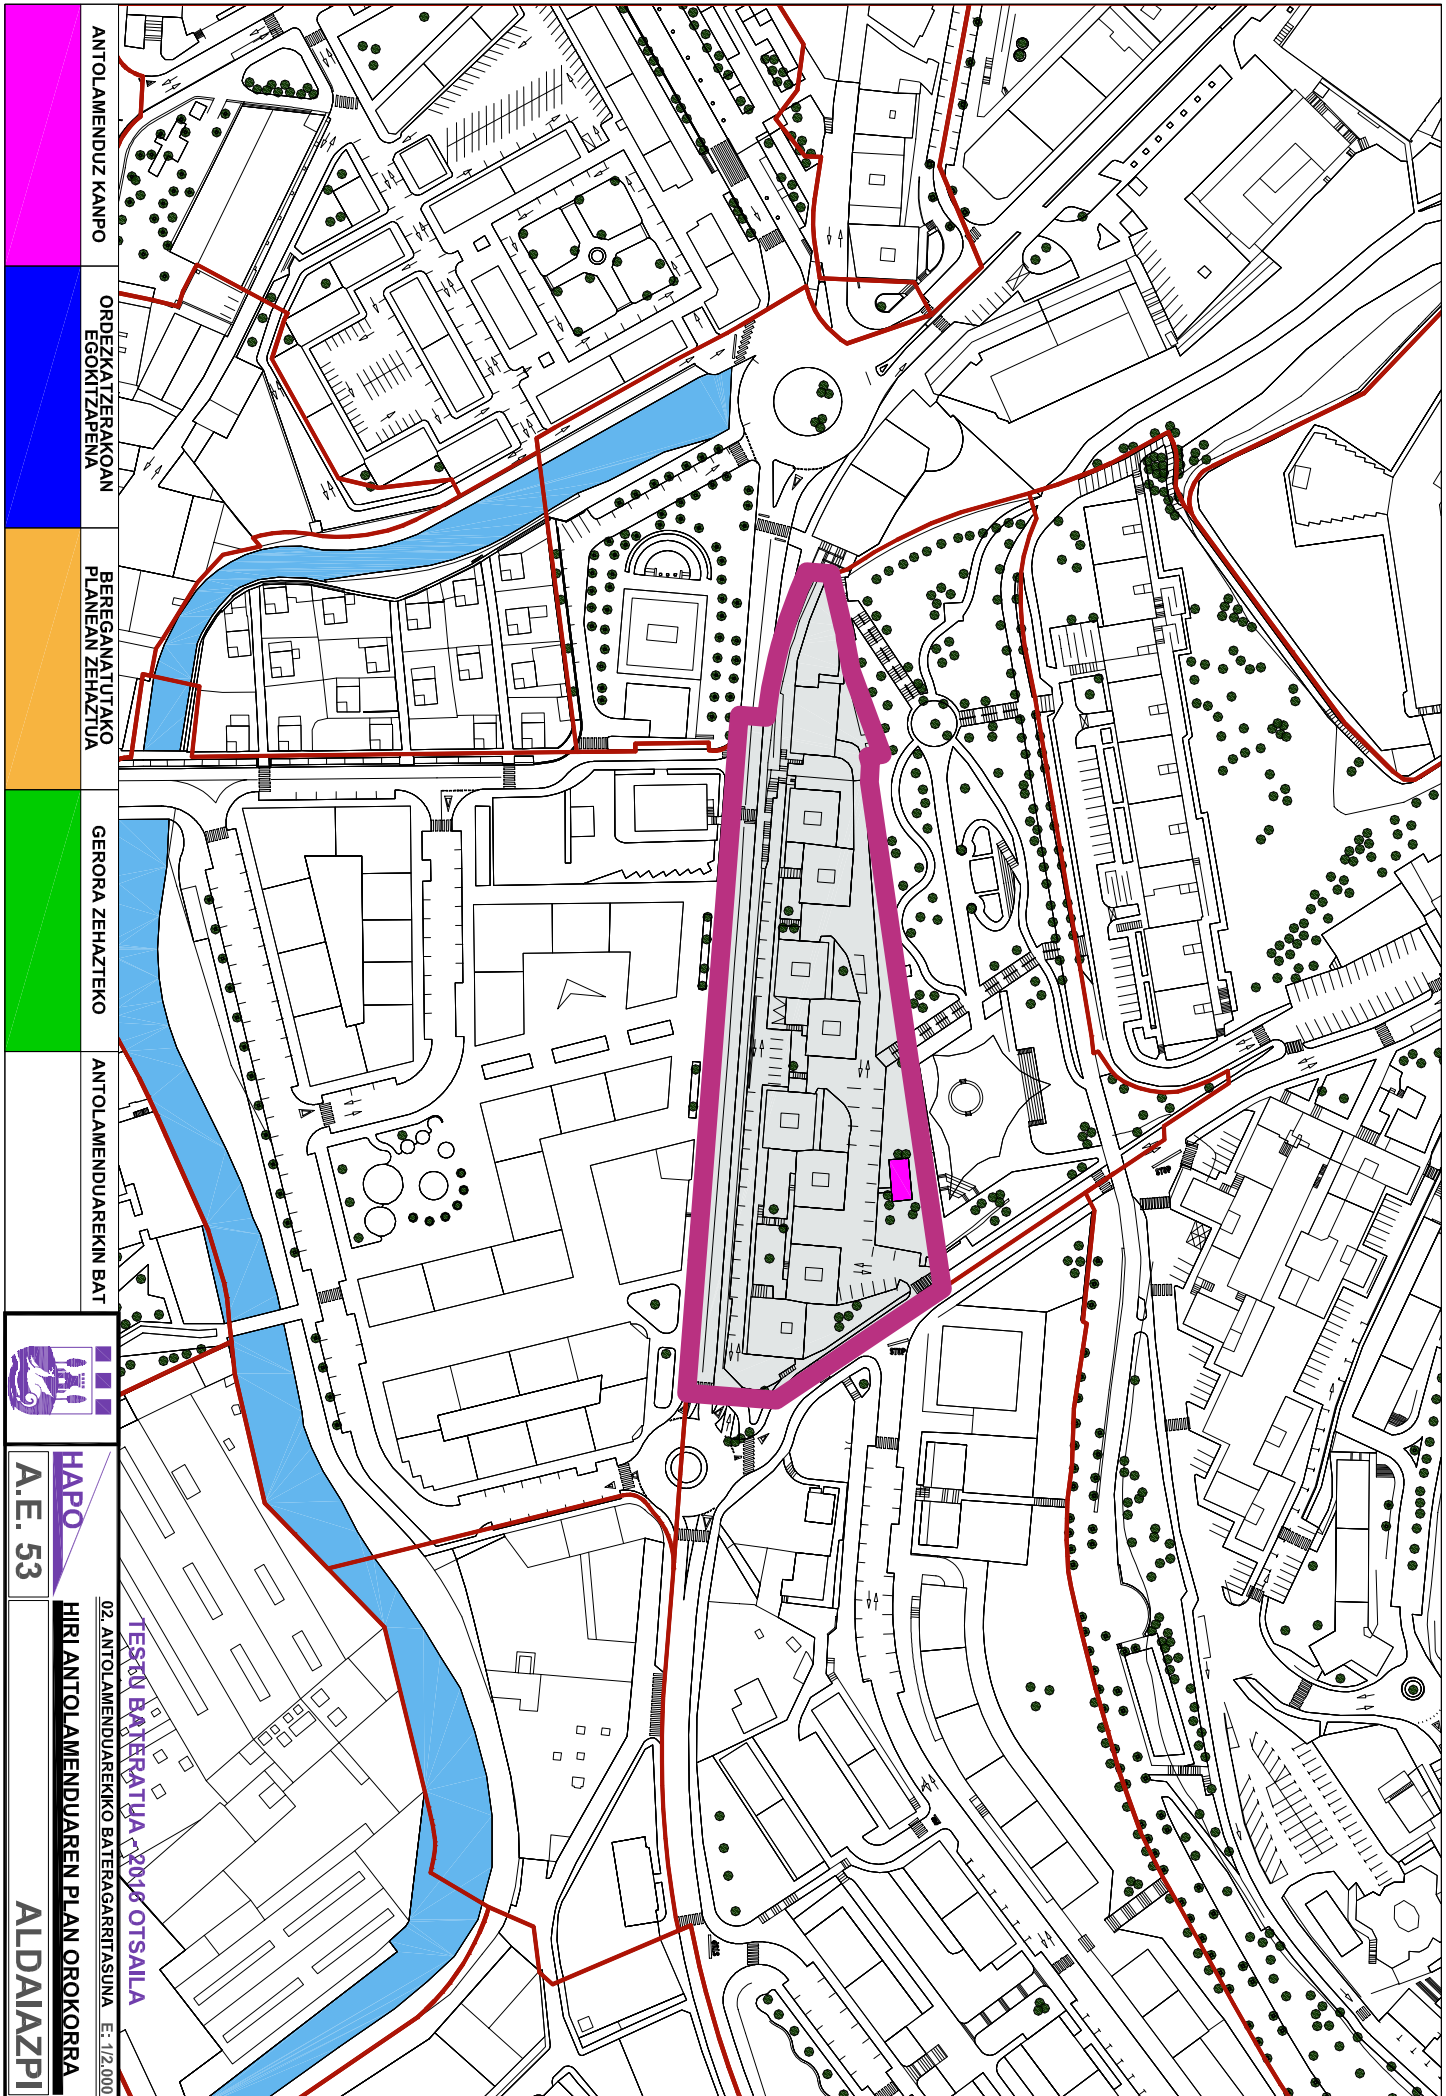 ANTOLAMENDUZ KANPO
ORDEZKATZERAKOAN
EGOKITZAPENA
BEREGANATUTAKO
PLANEAN ZEHAZTUA
GERORA ZEHAZTEKO
ANTOLAMENDUAREKIN BAT
HAPO
A.E. 53
TESTU BATERATUA - 2016 OTSAILA
02. ANTOLAMENDUAREKIKO BATERAGARRITASUNA E: 1/2.000
HIRI ANTOLAMENDUAREN PLAN OROKORRA
ALDAIAZPI
STOP
STOP